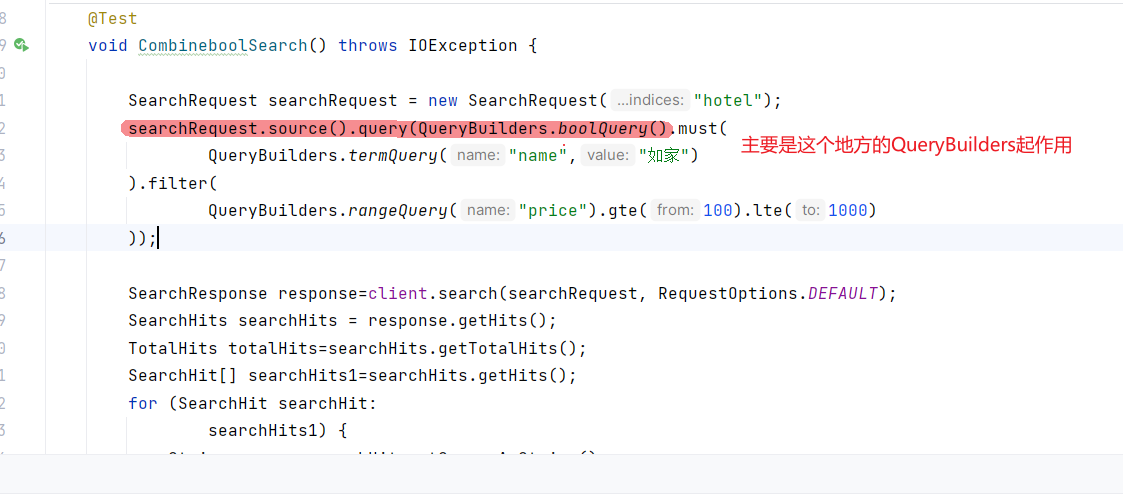 8 @Test
9 void CombineboolSearch() throws IOException {
0
1 SearchRequest searchRequest = new SearchRequest( ...indices: "hotel");
2 searchRequest.source().query(QueryBuilders.boolQuery().must( 主要是这个地方的QueryBuilders起作用
3 QueryBuilders.termQuery( name: "name", value: "如家")
4 ).filter(
5 QueryBuilders.rangeQuery( name: "price").gte( from: 100).lte( to: 1000)
6 ));
7
8 SearchResponse response=client.search(searchRequest, RequestOptions.DEFAULT);
9 SearchHits searchHits = response.getHits();
0 TotalHits totalHits=searchHits.getTotalHits();
1 SearchHit[] searchHits1=searchHits.getHits();
2 for (SearchHit searchHit:
3 searchHits1) {